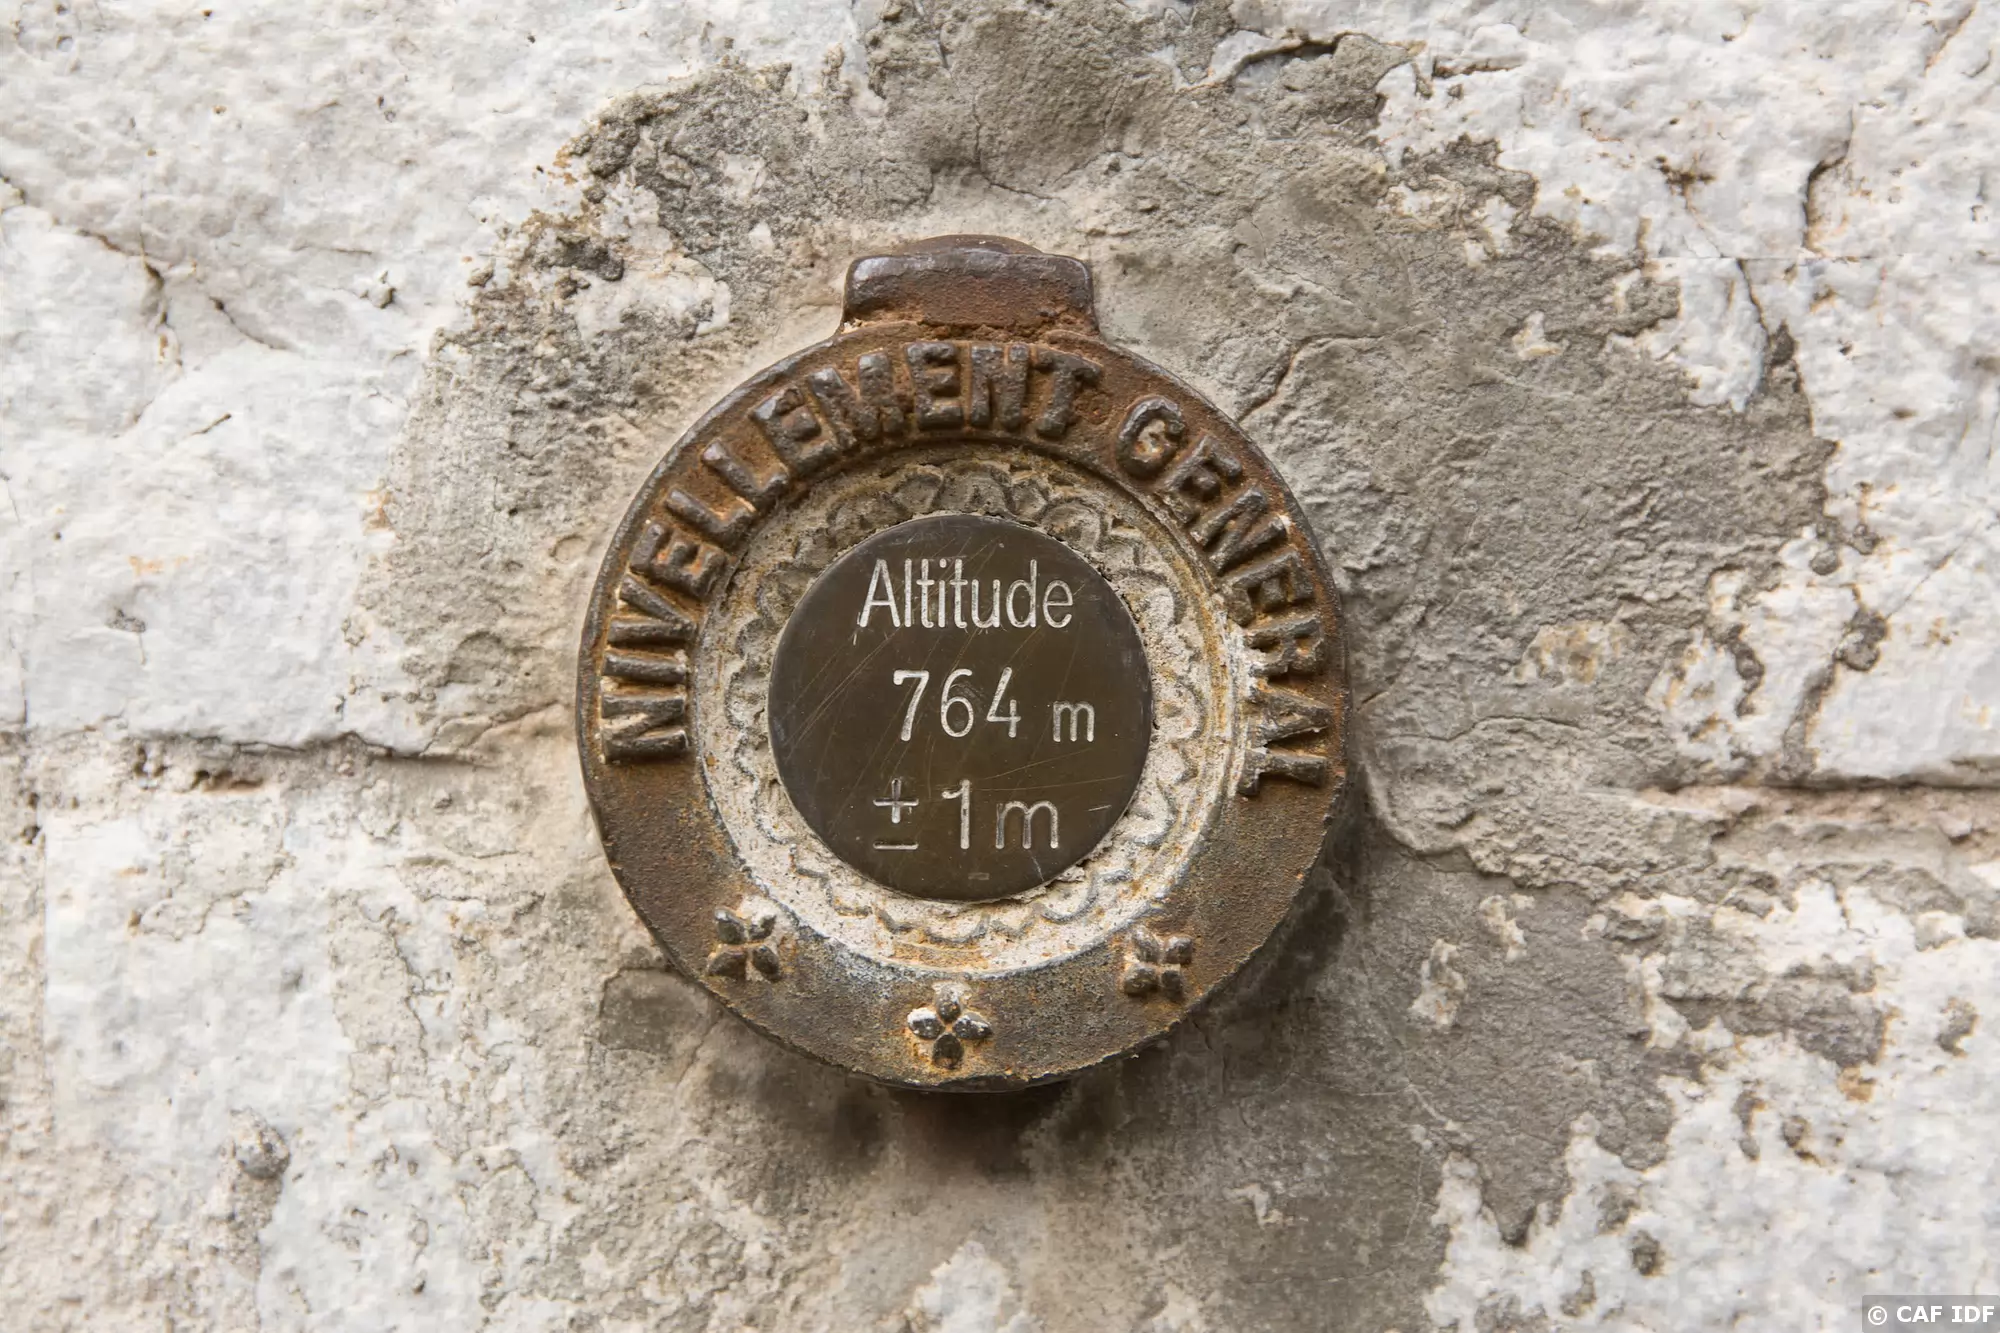 NIVELLEMENT GENERAL
Altitude
764 m
± 1m
© CAF IDF